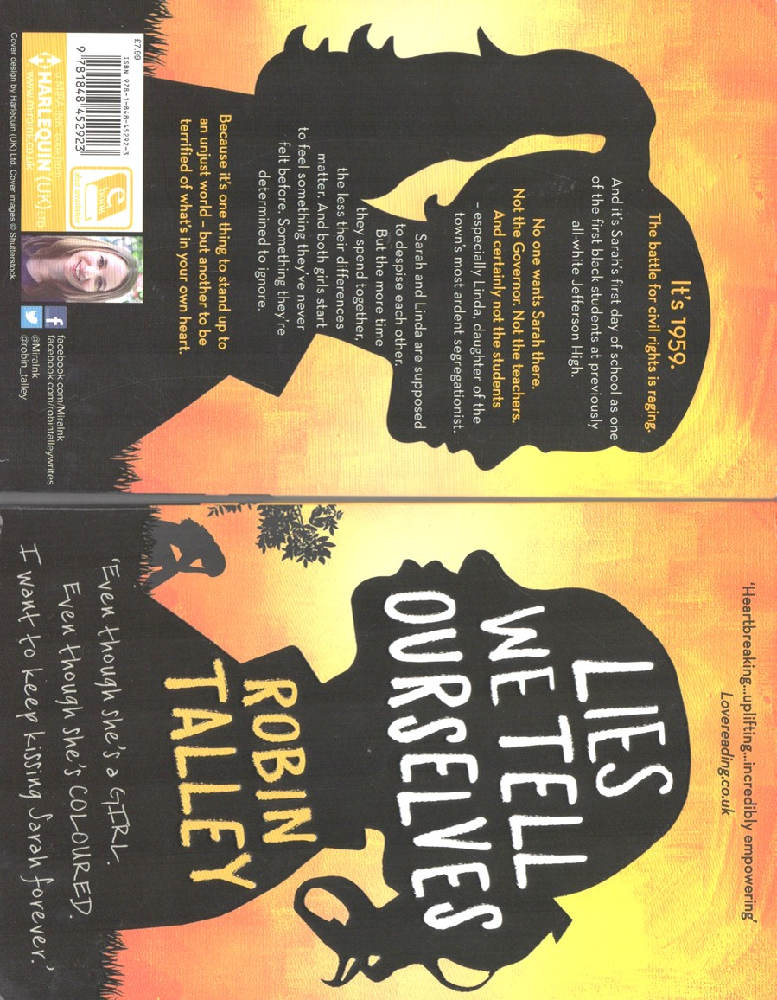 It's 1959.
The battle for civil rights is raging.
And it's Sarah's first day of school as one
of the first black students at previously
all-white Jefferson High.
No one wants Sarah there.
Not the Governor. Not the teachers.
And certainly not the students
– especially Linda, daughter of the
town's most ardent segregationist.
Sarah and Linda are supposed
to despise each other.
But the more time
they spend together,
the less their differences
matter. And both girls start
to feel something they've never
felt before. Something they're
determined to ignore.
Because it's one thing to stand up to
an unjust world – but another to be
terrified of what's in your own heart.
£7.99
ISBN 978-1-848-45292-3
9 781848 452923
e
book
also available
a MIRA INK book from
HARLEQUIN (UK) LTD
www.miraink.co.uk
facebook.com/MiraInk
facebook.com/robintalleywrites
@MiraInk
@robin_talley
Cover design by Harlequin (UK) Ltd. Cover images © Shutterstock.
'Heartbreaking...uplifting...incredibly empowering'
Lovereading.co.uk
LIES
WE TELL
OURSELVES
ROBIN
TALLEY
'Even though she's a GIRL.
Even though she's COLOURED.
I want to keep kissing Sarah forever.'